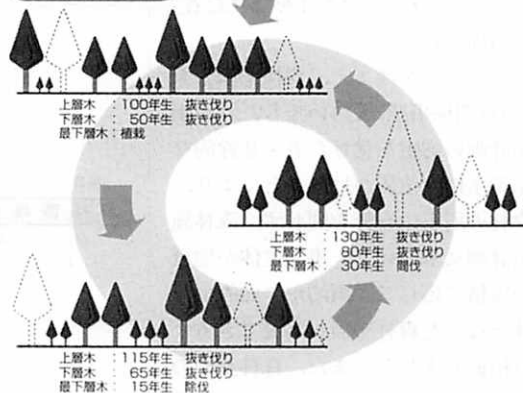 上層木：100年生 抜き伐り
下層木：50年生 抜き伐り
最下層木：植栽
上層木：130年生 抜き伐り
下層木：80年生 抜き伐り
最下層木：30年生 間伐
上層木：115年生 抜き伐り
下層木：65年生 抜き伐り
最下層木：15年生 除伐